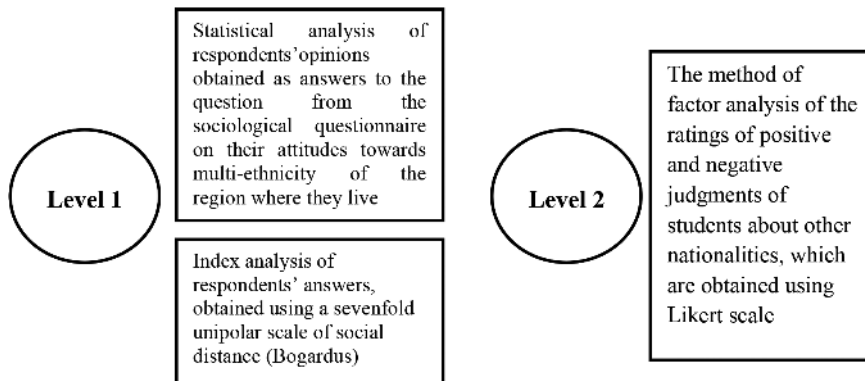 Level 1
Statistical analysis of
respondents'opinions
obtained as answers to the
question from the
sociological questionnaire
on their attitudes towards
multi-ethnicity of the
region where they live
Index analysis of
respondents' answers,
obtained using a sevenfold
unipolar scale of social
distance (Bogardus)
Level 2
The method of
factor analysis of the
ratings of positive
and negative
judgments of
students about other
nationalities, which
are obtained using
Likert scale